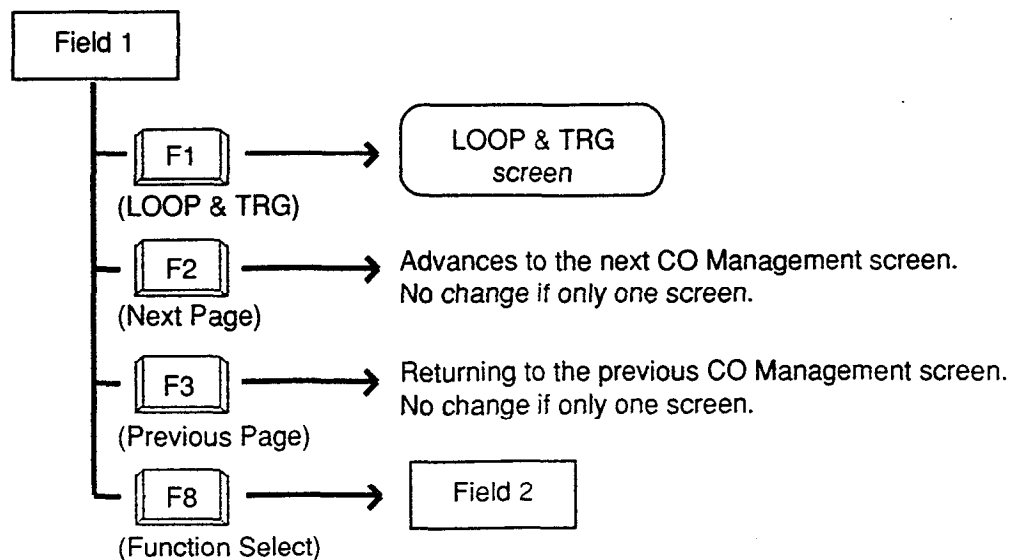 Field 1
F1
LOOP & TRG
screen
(LOOP & TRG)
F2
Advances to the next CO Management screen.
No change if only one screen.
(Next Page)
F3
Returning to the previous CO Management screen.
No change if only one screen.
(Previous Page)
F8
Field 2
(Function Select)